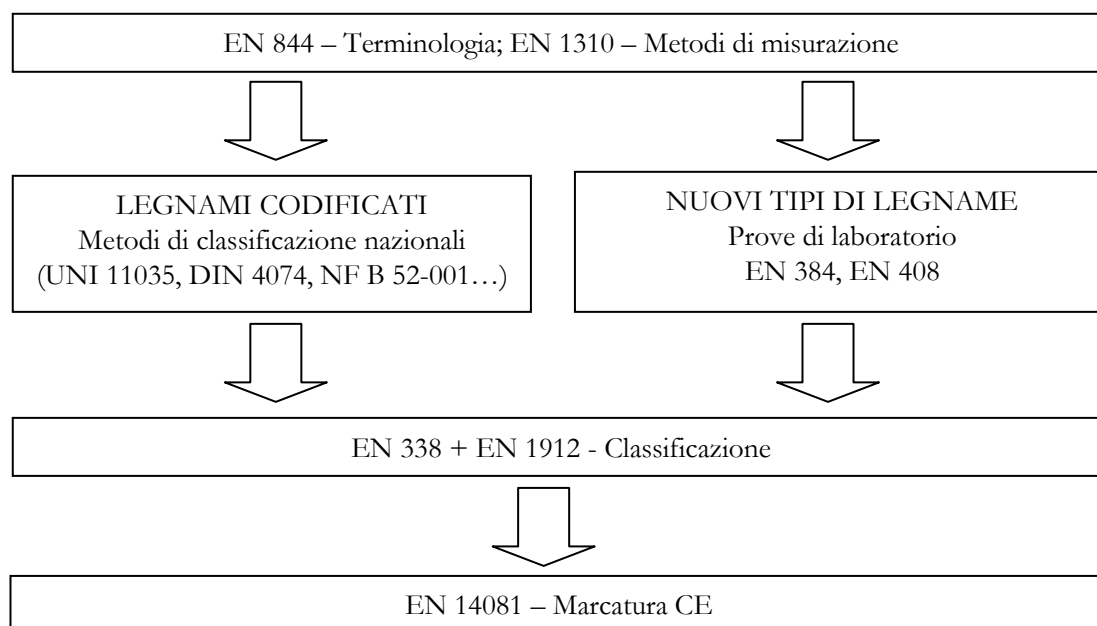 EN 844 – Terminologia; EN 1310 – Metodi di misurazione
LEGNAMI CODIFICATI
Metodi di classificazione nazionali
(UNI 11035, DIN 4074, NF B 52-001…)
NUOVI TIPI DI LEGNAME
Prove di laboratorio
EN 384, EN 408
EN 338 + EN 1912 - Classificazione
EN 14081 – Marcatura CE